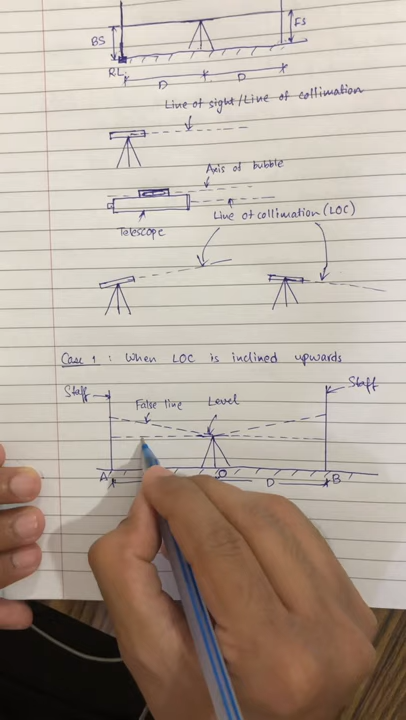 BS
FS
RL
D D
Line of sight/Line of collimation
Axis of bubble
Line of collimation (LOC)
Telescope
Case 1 : When LOC is inclined upwards
Staff
Staff
False line Level
A O D B